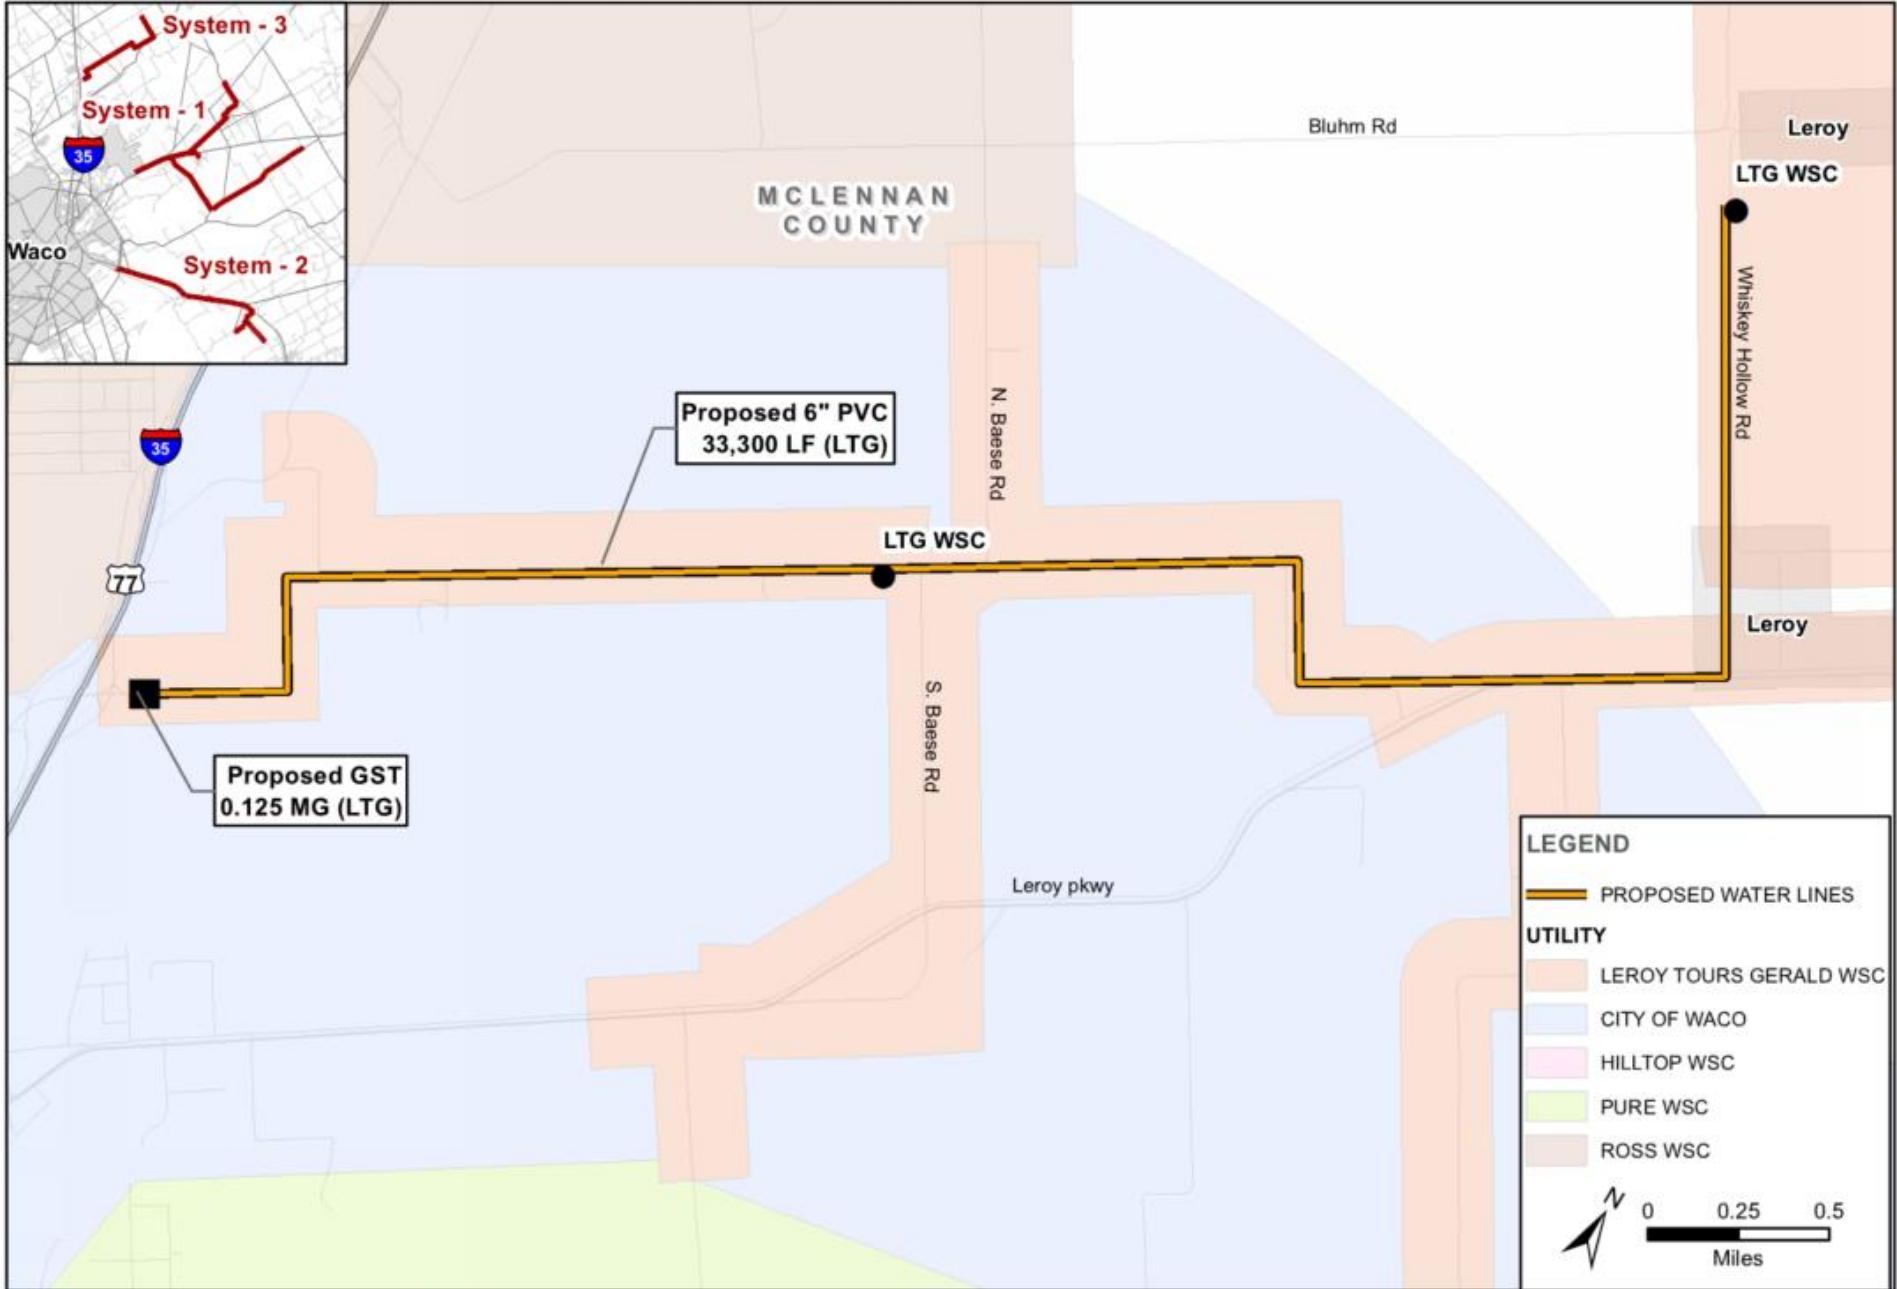 System - 3
System - 1
35
Waco
System - 2
Bluhm Rd
Leroy
LTG WSC
MCLENNAN
COUNTY
Whiskey Hollow Rd
Proposed 6" PVC
33,300 LF (LTG)
N. Baese Rd
35
LTG WSC
77
Leroy
S. Baese Rd
Proposed GST
0.125 MG (LTG)
Leroy pkwy
LEGEND
PROPOSED WATER LINES
UTILITY
LEROY TOURS GERALD WSC
CITY OF WACO
HILLTOP WSC
PURE WSC
ROSS WSC
N
0 0.25 0.5
Miles